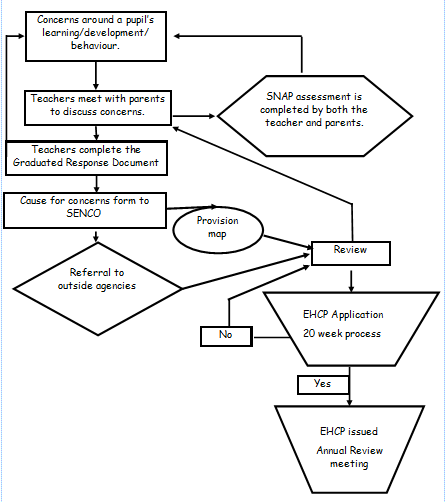 Concerns around a pupil's
learning/development/
behaviour.
Teachers meet with parents
to discuss concerns.
SNAP assessment is
completed by both the
teacher and parents.
Teachers complete the
Graduated Response Document
Cause for concerns form to
SENCO
Provision
map
Review
Referral to
outside agencies
EHCP Application
20 week process
No
Yes
EHCP issued
Annual Review
meeting